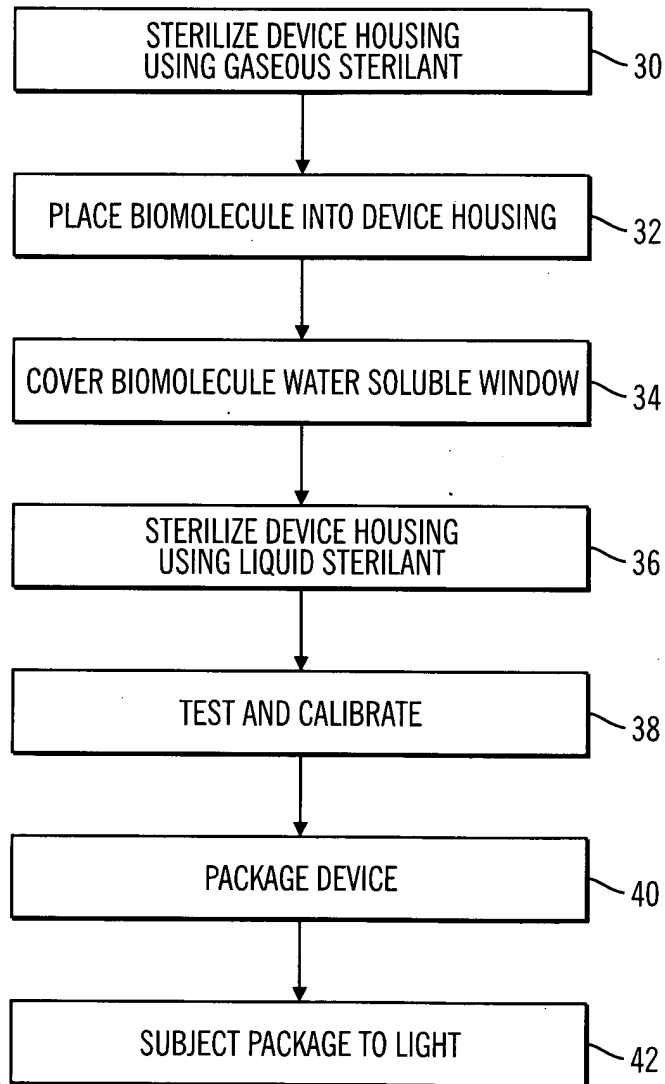 STERILIZE DEVICE HOUSING
USING GASEOUS STERILANT
30
PLACE BIOMOLECULE INTO DEVICE HOUSING
32
COVER BIOMOLECULE WATER SOLUBLE WINDOW
34
STERILIZE DEVICE HOUSING
USING LIQUID STERILANT
36
TEST AND CALIBRATE
38
PACKAGE DEVICE
40
SUBJECT PACKAGE TO LIGHT
42